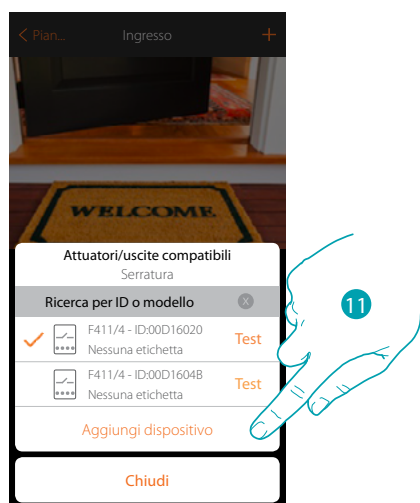 Pian... Ingresso +
WELCOME
Attuatori/uscite compatibili
Serratura
Ricerca per ID o modello X
F411/4 - ID:00D16020
Nessuna etichetta
Test
F411/4 - ID:00D1604B
Nessuna etichetta
Test
Aggiungi dispositivo
Chiudi
11